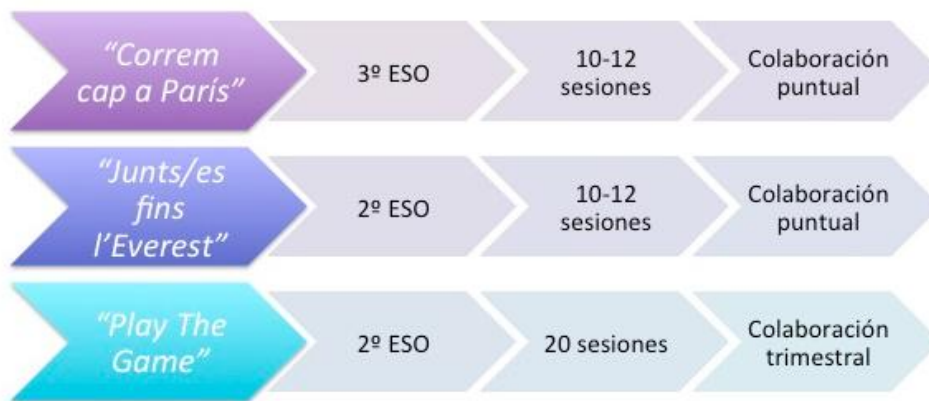 “Correm
cap a París”
3º ESO
10-12
sesiones
Colaboración
puntual
“Junts/es
fins
l’Everest”
2º ESO
10-12
sesiones
Colaboración
puntual
“Play The
Game”
2º ESO
20 sesiones
Colaboración
trimestral